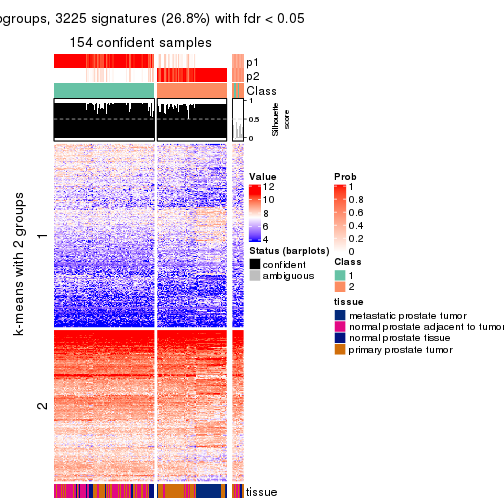 ogroups, 3225 signatures (26.8%) with fdr < 0.05
154 confident samples
p1
p2
Class
1
0.5
0
Silhouette
score
k-means with 2 groups
1
2
tissue
Value
12
10
8
6
4
Status (barplots)
confident
ambiguous
Prob
1
0.8
0.6
0.4
0.2
0
Class
1
2
tissue
metastatic prostate tumor
normal prostate adjacent to tumor
normal prostate tissue
primary prostate tumor